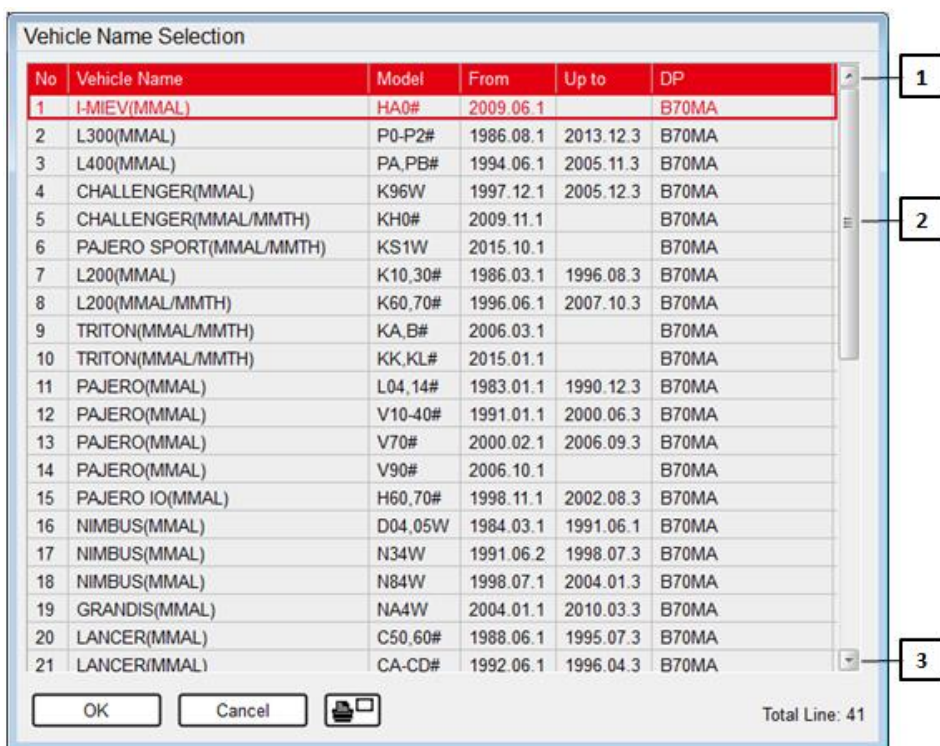 Vehicle Name Selection
No Vehicle Name Model From Up to DP
1 I-MIEV(MMAL) HA0# 2009.06.1 B70MA
2 L300(MMAL) P0-P2# 1986.08.1 2013.12.3 B70MA
3 L400(MMAL) PA,PB# 1994.06.1 2005.11.3 B70MA
4 CHALLENGER(MMAL) K96W 1997.12.1 2005.12.3 B70MA
5 CHALLENGER(MMAL/MMTH) KH0# 2009.11.1 B70MA
6 PAJERO SPORT(MMAL/MMTH) KS1W 2015.10.1 B70MA
7 L200(MMAL) K10,30# 1986.03.1 1996.08.3 B70MA
8 L200(MMAL/MMTH) K60,70# 1996.06.1 2007.10.3 B70MA
9 TRITON(MMAL/MMTH) KA,B# 2006.03.1 B70MA
10 TRITON(MMAL/MMTH) KK,KL# 2015.01.1 B70MA
11 PAJERO(MMAL) L04,14# 1983.01.1 1990.12.3 B70MA
12 PAJERO(MMAL) V10-40# 1991.01.1 2000.06.3 B70MA
13 PAJERO(MMAL) V70# 2000.02.1 2006.09.3 B70MA
14 PAJERO(MMAL) V90# 2006.10.1 B70MA
15 PAJERO IO(MMAL) H60,70# 1998.11.1 2002.08.3 B70MA
16 NIMBUS(MMAL) D04,05W 1984.03.1 1991.06.1 B70MA
17 NIMBUS(MMAL) N34W 1991.06.2 1998.07.3 B70MA
18 NIMBUS(MMAL) N84W 1998.07.1 2004.01.3 B70MA
19 GRANDIS(MMAL) NA4W 2004.01.1 2010.03.3 B70MA
20 LANCER(MMAL) C50,60# 1988.06.1 1995.07.3 B70MA
21 LANCER(MMAL) CA-CD# 1992.06.1 1996.04.3 B70MA
OK Cancel Total Line: 41
1
2
3